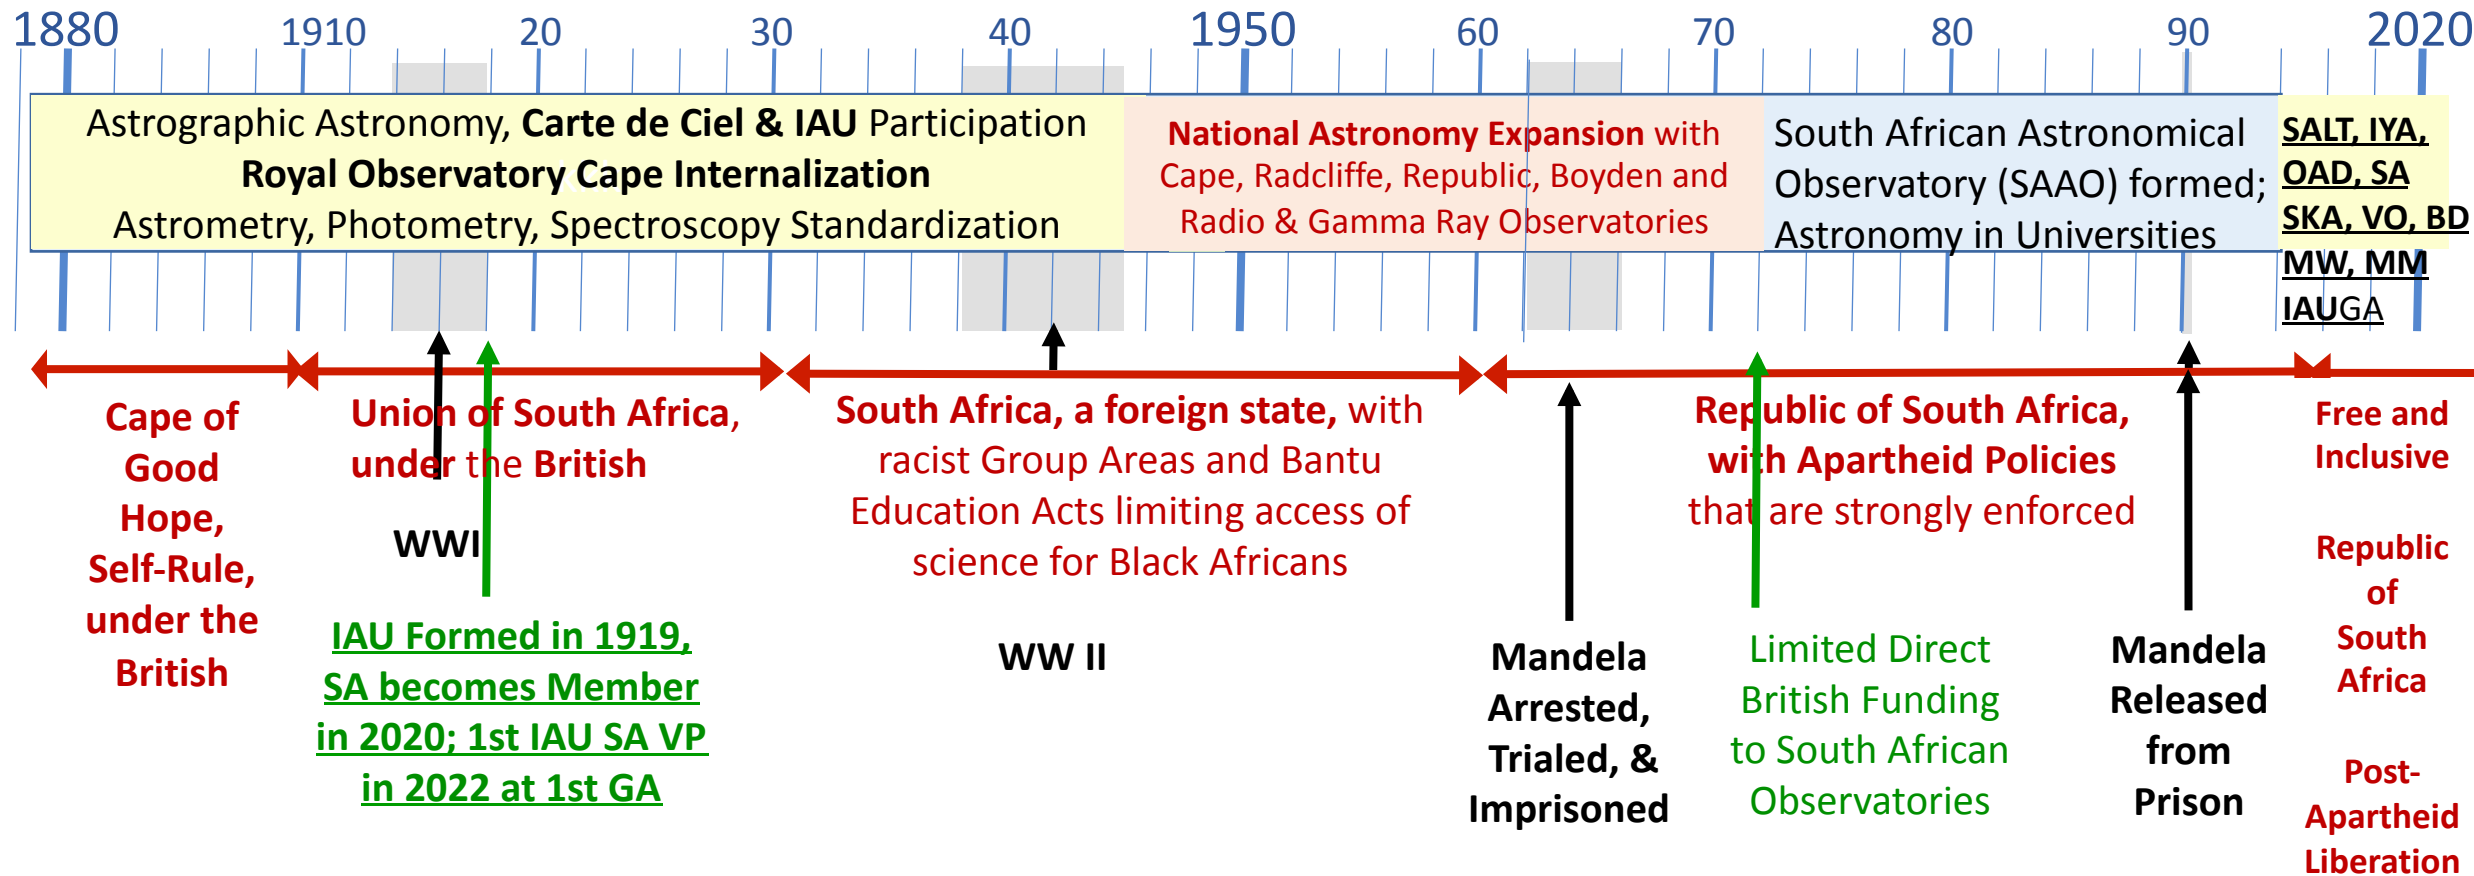 1880 1910 20 30 40 1950 60 70 80 90 2020
Astrographic Astronomy, Carte de Ciel & IAU Participation
Royal Observatory Cape Internalization
Astrometry, Photometry, Spectroscopy Standardization
National Astronomy Expansion with
Cape, Radcliffe, Republic, Boyden and
Radio & Gamma Ray Observatories
South African Astronomical
Observatory (SAAO) formed;
Astronomy in Universities
SALT, IYA,
OAD, SA
SKA, VO, BD
MW, MM
IAUGA
Cape of
Good
Hope,
Self-Rule,
under the
British
Union of South Africa,
under the British
WWI
IAU Formed in 1919,
SA becomes Member
in 2020; 1st IAU SA VP
in 2022 at 1st GA
South Africa, a foreign state, with
racist Group Areas and Bantu
Education Acts limiting access of
science for Black Africans
WW II
Republic of South Africa,
with Apartheid Policies
that are strongly enforced
Mandela
Arrested,
Trialed, &
Imprisoned
Limited Direct
British Funding
to South African
Observatories
Mandela
Released
from
Prison
Free and
Inclusive
Republic
of
South
Africa
Post-
Apartheid
Liberation